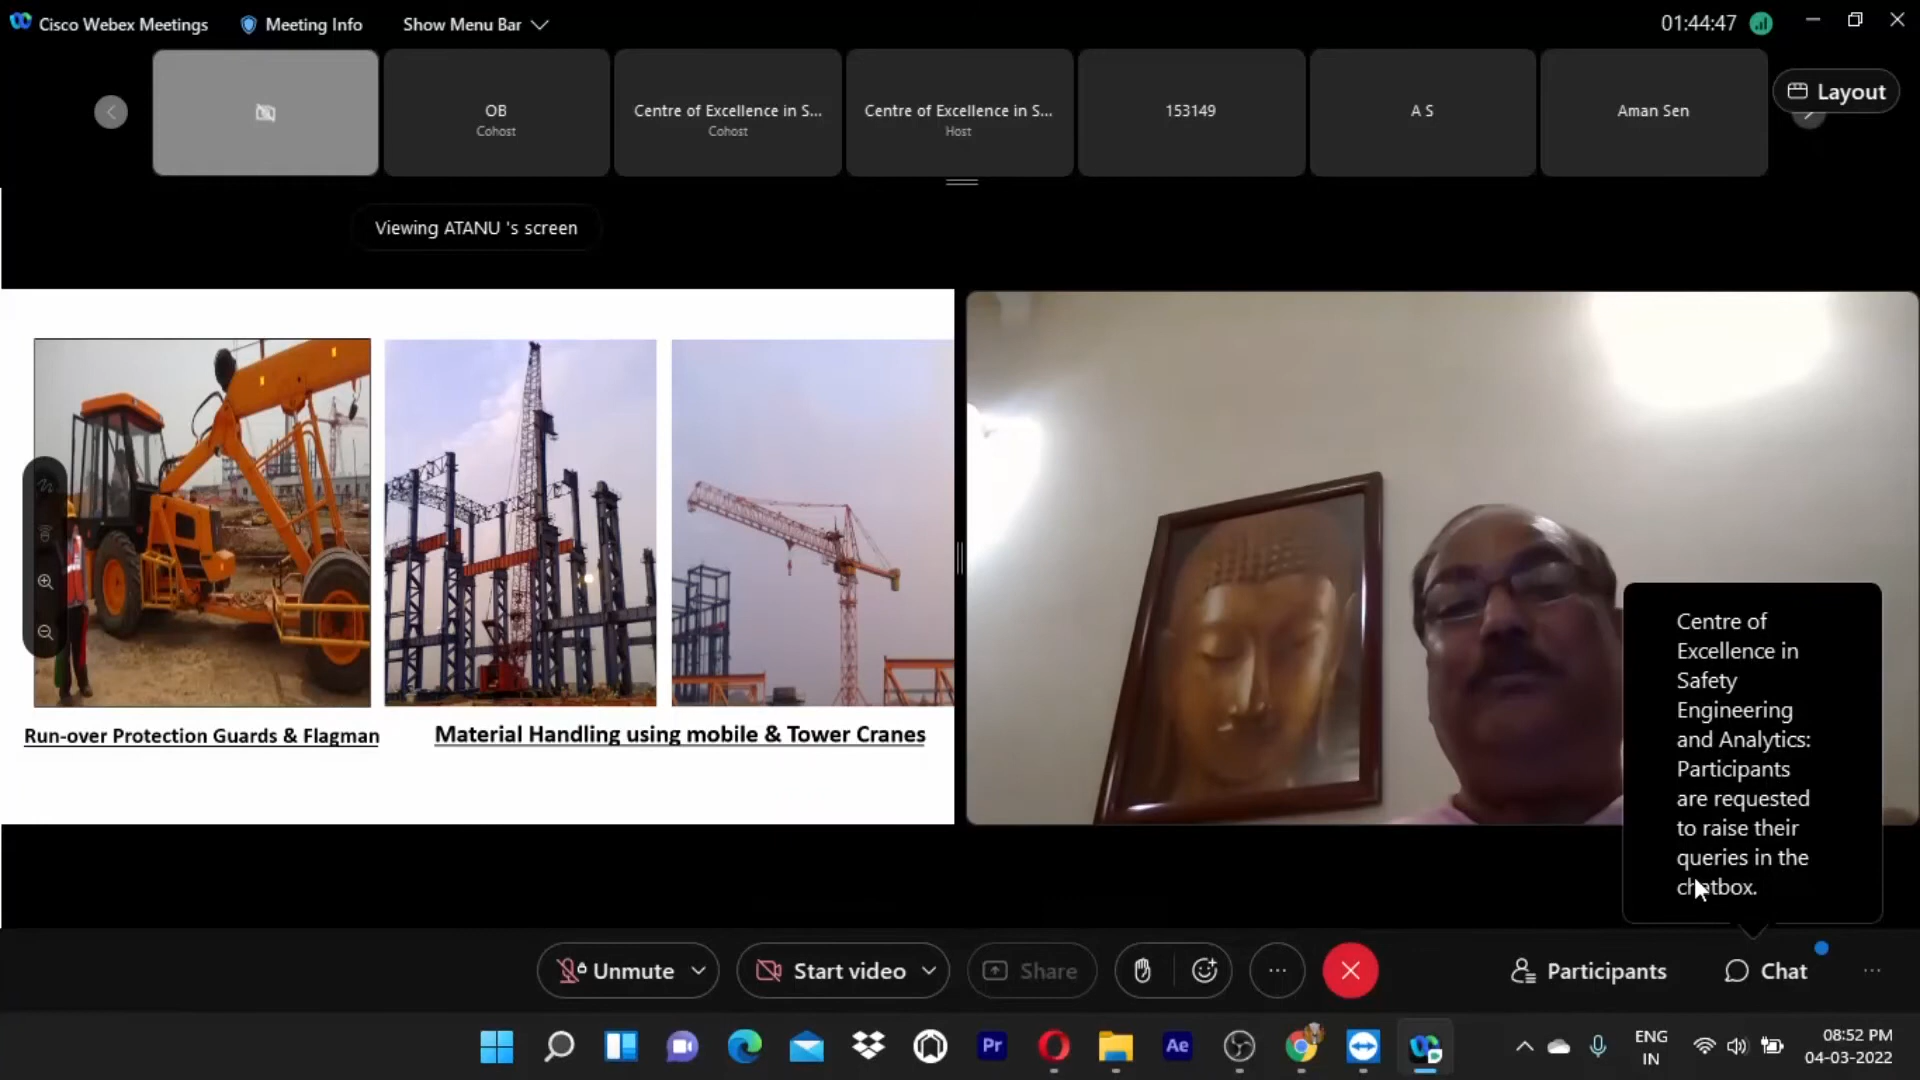 Cisco Webex Meetings
Meeting Info
Show Menu Bar
01:44:47
OB
Cohost
Centre of Excellence in S...
Cohost
Centre of Excellence in S...
Host
153149
A S
Aman Sen
Layout
Viewing ATANU 's screen
Run-over Protection Guards & Flagman
Material Handling using mobile & Tower Cranes
Centre of
Excellence in
Safety
Engineering
and Analytics:
Participants
are requested
to raise their
queries in the
chatbox.
Unmute
Start video
Share
Participants
Chat
Pr
Ae
ENG
IN
08:52 PM
04-03-2022